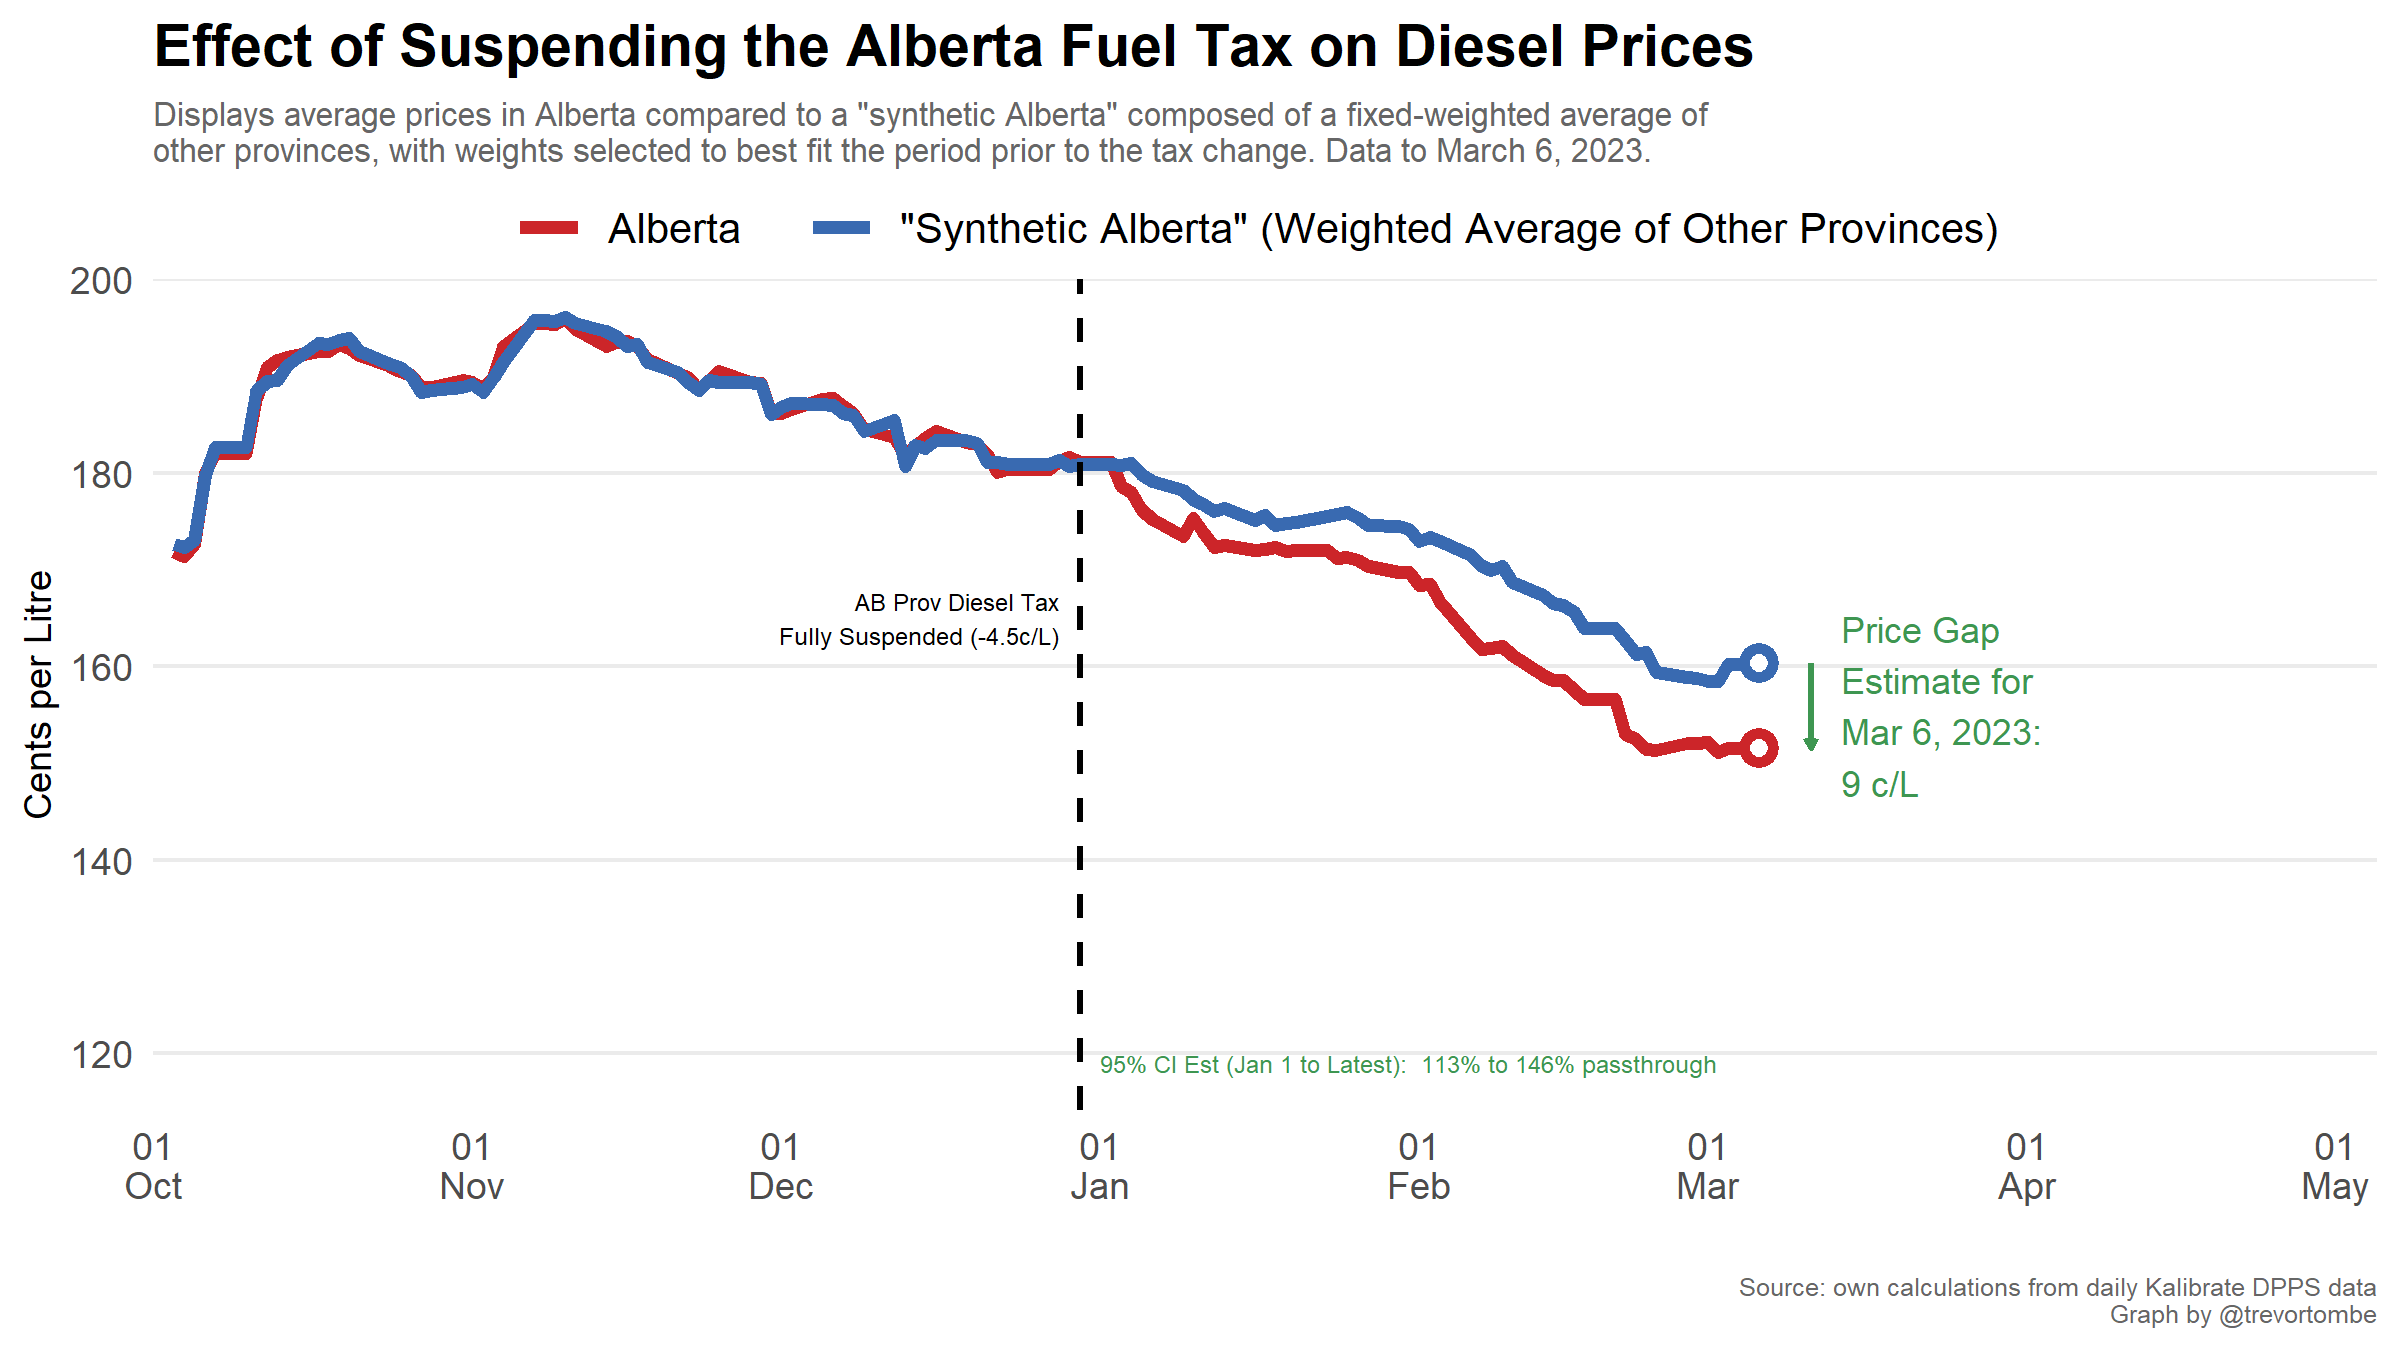 Effect of Suspending the Alberta Fuel Tax on Diesel Prices
Displays average prices in Alberta compared to a "synthetic Alberta" composed of a fixed-weighted average of
other provinces, with weights selected to best fit the period prior to the tax change. Data to March 6, 2023.
Alberta
"Synthetic Alberta" (Weighted Average of Other Provinces)
Cents per Litre
200
180
160
140
120
AB Prov Diesel Tax
Fully Suspended (-4.5c/L)
Price Gap
Estimate for
Mar 6, 2023:
9 c/L
95% CI Est (Jan 1 to Latest):  113% to 146% passthrough
01
Oct
01
Nov
01
Dec
01
Jan
01
Feb
01
Mar
01
Apr
01
May
Source: own calculations from daily Kalibrate DPPS data
Graph by @trevortombe